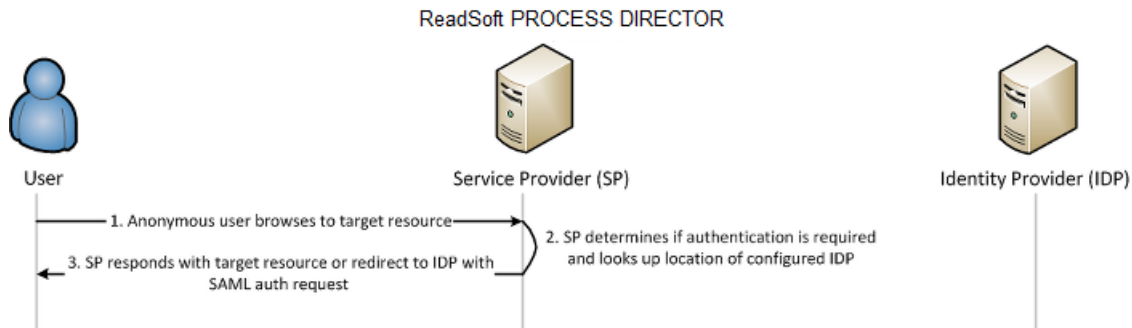 ReadSoft PROCESS DIRECTOR
User
Service Provider (SP)
Identity Provider (IDP)
1. Anonymous user browses to target resource
2. SP determines if authentication is required
and looks up location of configured IDP
3. SP responds with target resource or redirect to IDP with
SAML auth request